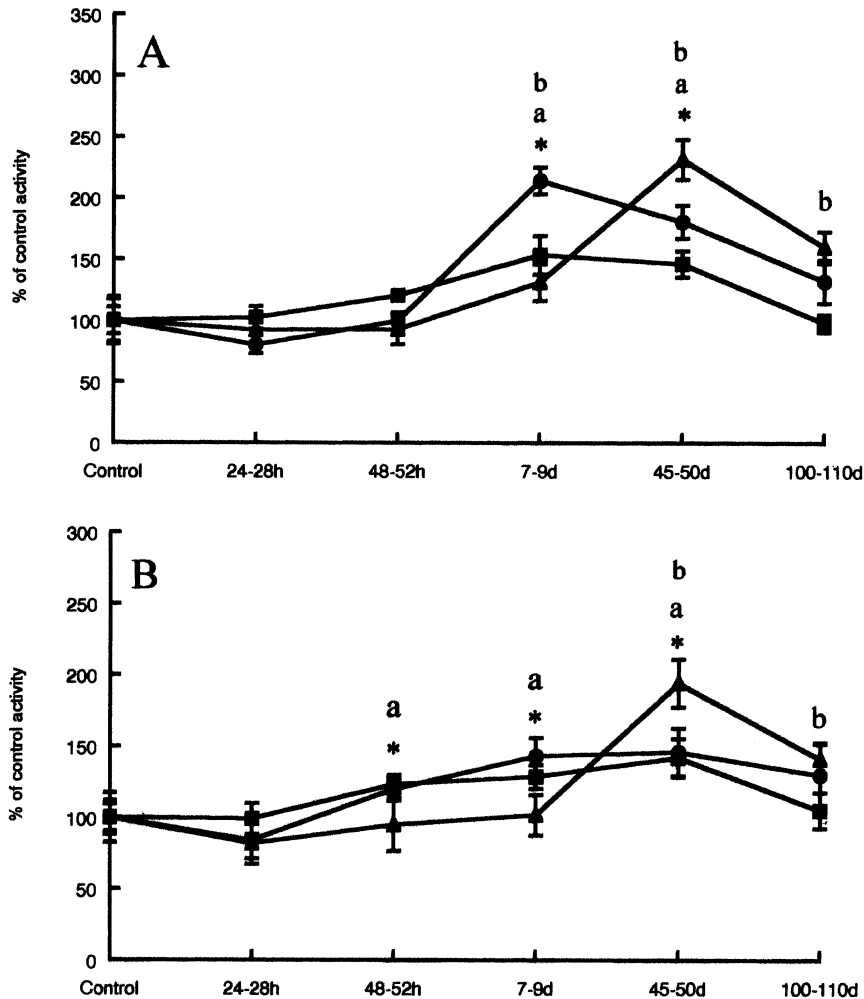 350
A
b
b
a
300
a
*
*
250
b
200
% of control activity
150
100
50
0
Control 24-28h 48-52h 7-9d 45-50d 100-110d
300
B
b
250
a
*
200
a
a
*
b
*
150
% of control activity
100
50
0
Control 24-28h 48-52h 7-9d 45-50d 100-110d